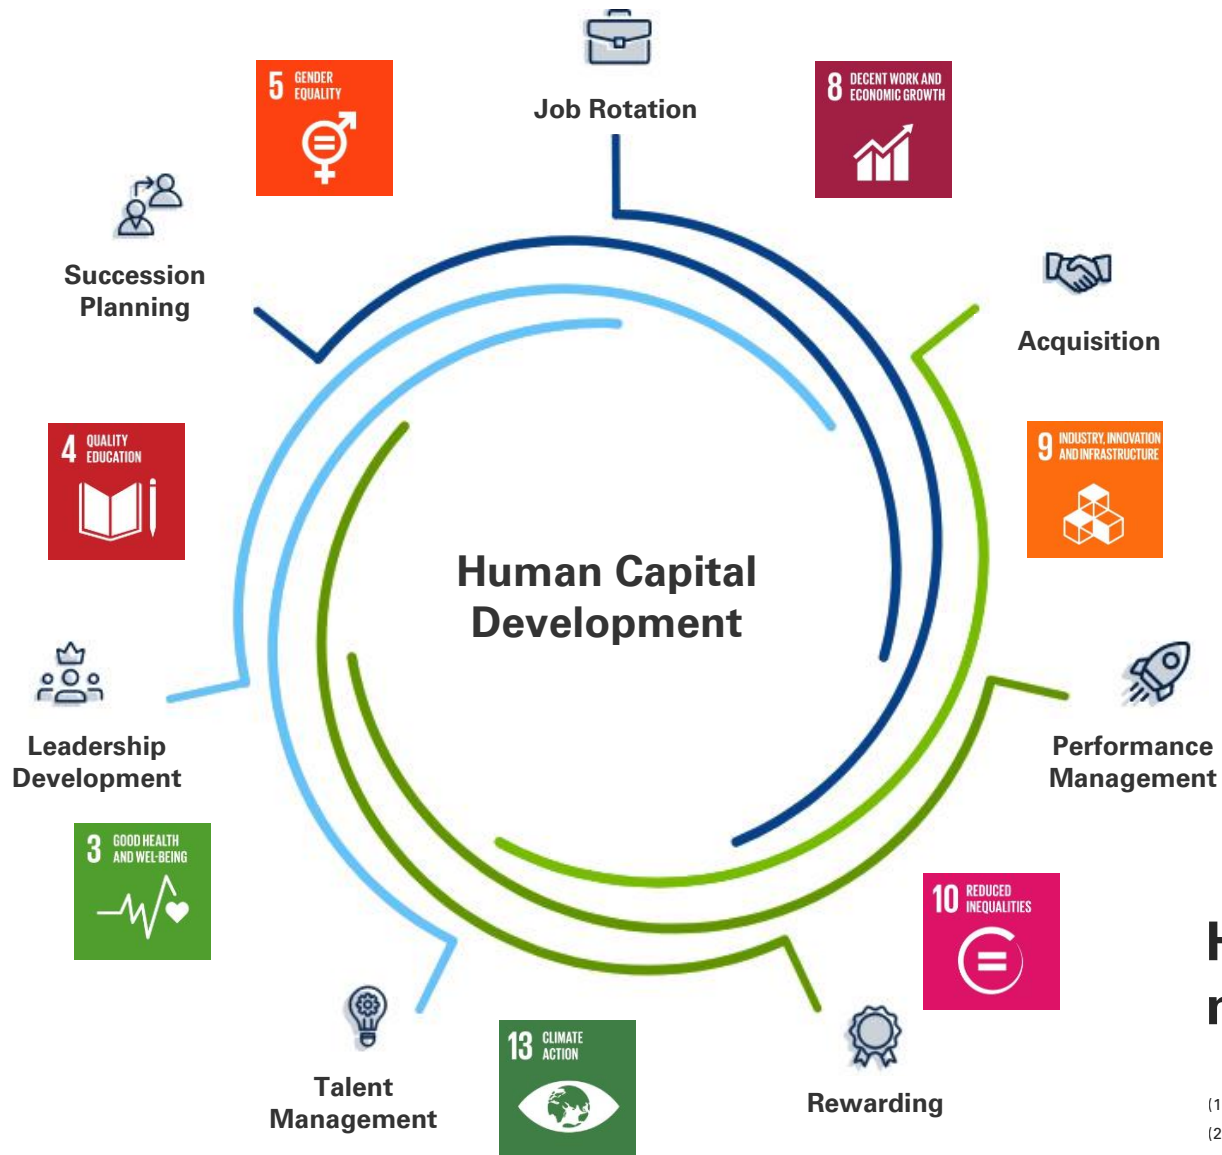 5 GENDER
EQUALITY
Job Rotation
8 DECENT WORK AND
ECONOMIC GROWTH
Succession
Planning
Acquisition
4 QUALITY
EDUCATION
9 INDUSTRY, INNOVATION
AND INFRASTRUCTURE
Human Capital
Development
Leadership
Development
Performance
Management
3 GOOD HEALTH
AND WEL-BEING
10 REDUCED
INEQUALITIES
13 CLIMATE
ACTION
Talent
Management
Rewarding
(1
(2